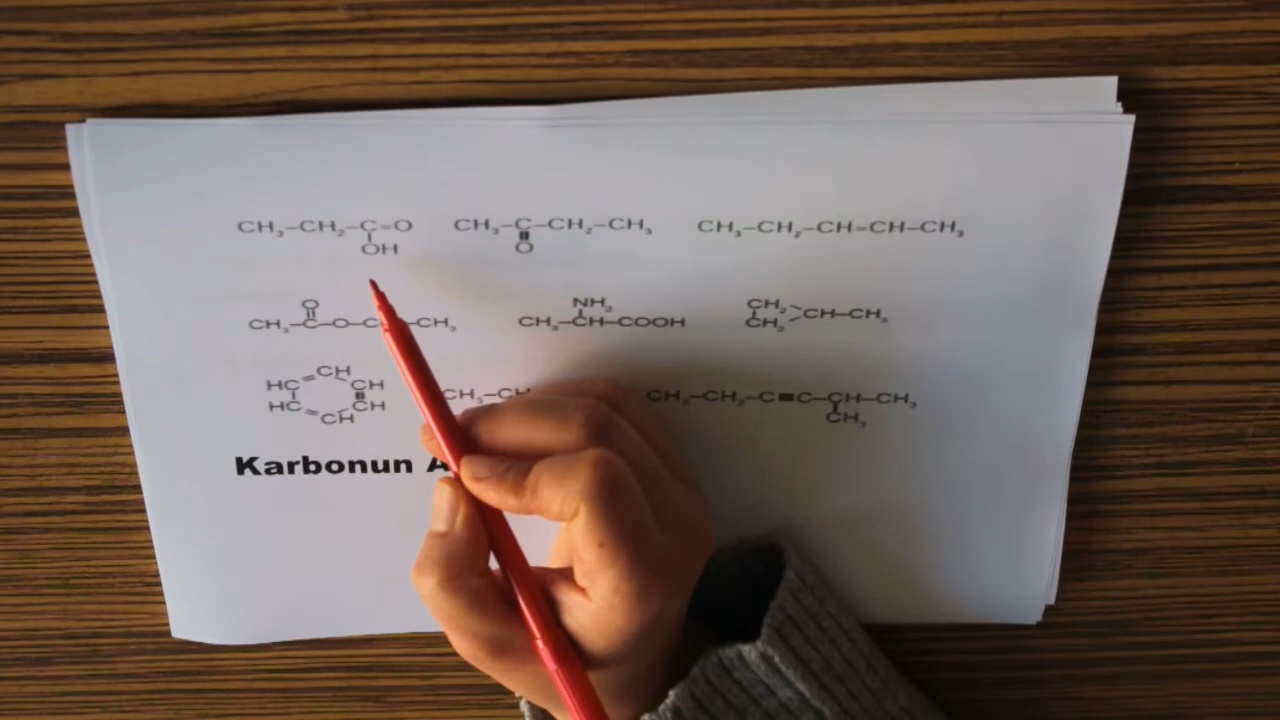 CH₃–CH₂–C=O CH₃–C–CH₂–CH₃ CH₃–CH₂–CH=CH–CH₃
OH O
O NH₂ CH₂
CH₃–C–O– –CH₃ CH₃–CH–COOH CH–CH₃
CH₂
CH
HC CH CH₃–CH CH₃–CH₂–C≡C–CH–CH₃
HC CH CH₃
CH
Karbonun